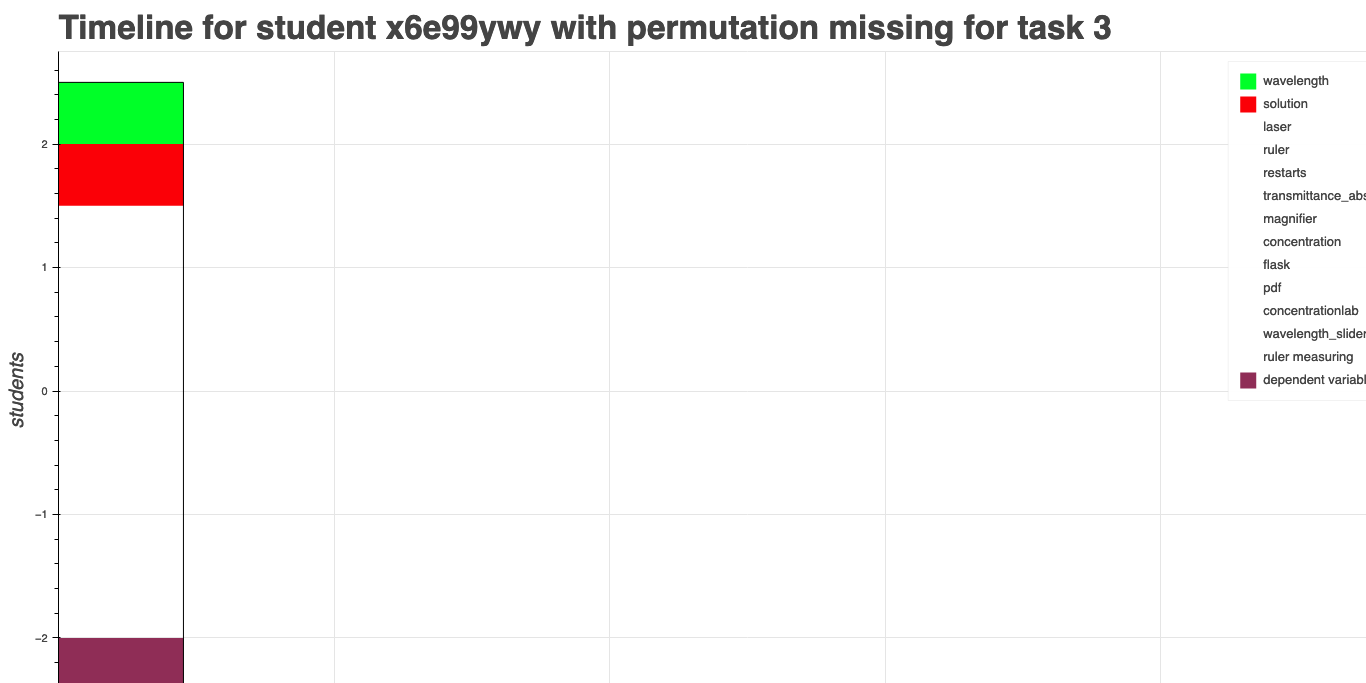 Timeline for student x6e99ywy with permutation missing for task 3
wavelength
solution
laser
ruler
restarts
transmittance_abs
magnifier
concentration
flask
pdf
concentrationlab
wavelength_slider
ruler measuring
dependent variabl
2
1
0
−1
−2
students